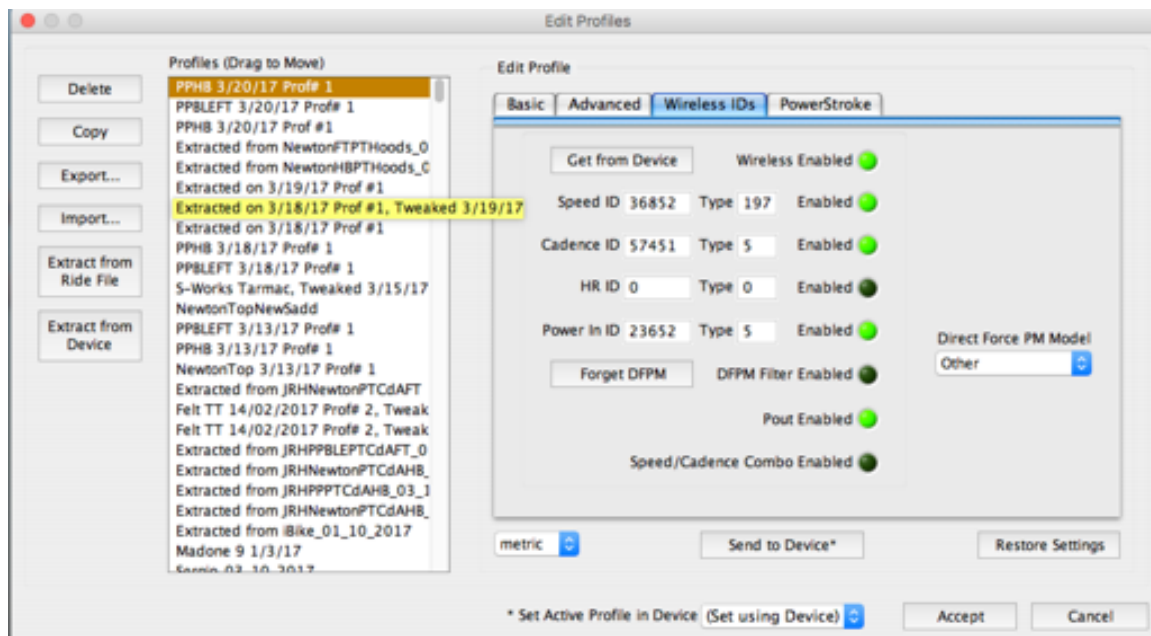 Edit Profiles
Profiles (Drag to Move)
Delete
Copy
Export...
Import...
Extract from
Ride File
Extract from
Device
PPHB 3/20/17 Prof# 1
PPBLEFT 3/20/17 Prof# 1
PPHB 3/20/17 Prof #1
Extracted from NewtonFTPTHoods_0
Extracted from NewtonHBPTHoods_0
Extracted on 3/19/17 Prof #1
Extracted on 3/18/17 Prof #1, Tweaked 3/19/17
Extracted on 3/18/17 Prof #1
PPHB 3/18/17 Prof# 1
PPBLEFT 3/18/17 Prof# 1
S-Works Tarmac, Tweaked 3/15/17
NewtonTopNewSadd
PPBLEFT 3/13/17 Prof# 1
PPHB 3/13/17 Prof# 1
NewtonTop 3/13/17 Prof# 1
Extracted from JRHNewtonPTCdAFT
Felt TT 14/02/2017 Prof# 2, Tweak
Felt TT 14/02/2017 Prof# 2, Tweak
Extracted from JRHPPBLEPTCdAFT_0
Extracted from JRHNewtonPTCdAHB_
Extracted from JRHPPPTCdAHB_03_1
Extracted from JRHNewtonPTCdAHB_
Extracted from iBike_01_10_2017
Madone 9 1/3/17
Sergio 03 10 2017
Edit Profile
Basic Advanced Wireless IDs PowerStroke
Get from Device Wireless Enabled
Speed ID 36852 Type 197 Enabled
Cadence ID 57451 Type 5 Enabled
HR ID 0 Type 0 Enabled
Power In ID 23652 Type 5 Enabled
Direct Force PM Model
Other
Forget DFPM DFPM Filter Enabled
Pout Enabled
Speed/Cadence Combo Enabled
metric Send to Device* Restore Settings
* Set Active Profile in Device (Set using Device) Accept Cancel